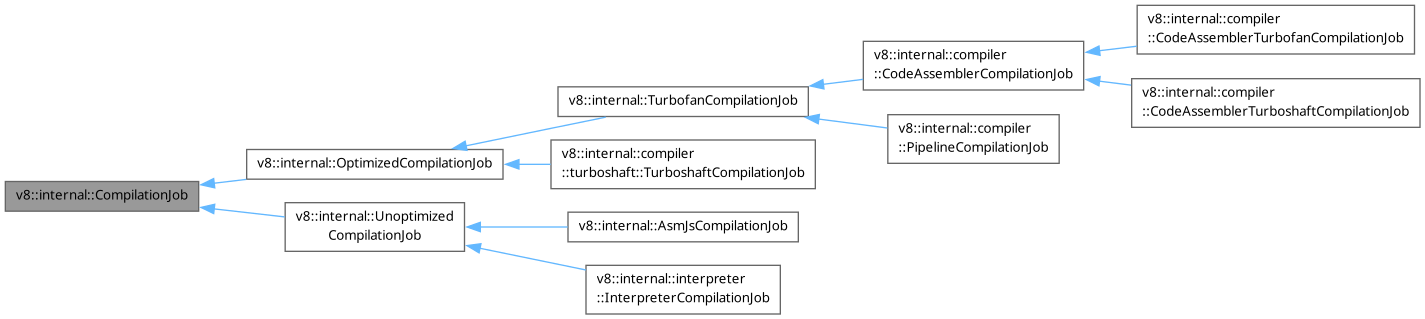 v8::internal::compiler
::CodeAssemblerTurbofanCompilationJob
v8::internal::compiler
::CodeAssemblerCompilationJob
v8::internal::compiler
::CodeAssemblerTurboshaftCompilationJob
v8::internal::TurbofanCompilationJob
v8::internal::compiler
::PipelineCompilationJob
v8::internal::OptimizedCompilationJob
v8::internal::compiler
::turboshaft::TurboshaftCompilationJob
v8::internal::CompilationJob
v8::internal::Unoptimized
CompilationJob
v8::internal::AsmJsCompilationJob
v8::internal::interpreter
::InterpreterCompilationJob